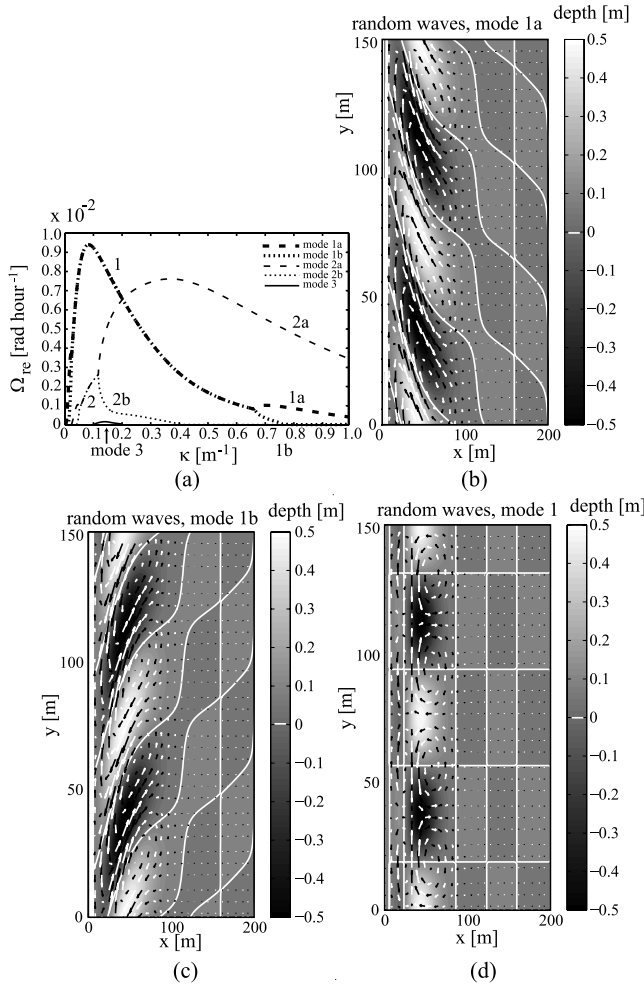 random waves, mode 1a
depth [m]
150
100
50
0
y [m]
0
100
200
x [m]
0.5
0.4
0.3
0.2
0.1
0
−0.1
−0.2
−0.3
−0.4
−0.5
(b)
x 10⁻²
1.0
0.9
0.8
0.7
0.6
0.5
0.4
0.3
0.2
0.1
0
Ω re [rad hour⁻¹]
mode 1a
mode 1b
mode 2a
mode 2b
mode 3
1
2a
2
2b
1a
0
0.1
0.2
0.3
0.4
0.5
0.6
0.7
0.8
0.9
1.0
mode 3
κ [m⁻¹]
1b
(a)
random waves, mode 1b
depth [m]
150
100
50
0
y [m]
0
100
200
x [m]
0.5
0.4
0.3
0.2
0.1
0
−0.1
−0.2
−0.3
−0.4
−0.5
(c)
random waves, mode 1
depth [m]
150
100
50
0
y [m]
0
100
200
x [m]
0.5
0.4
0.3
0.2
0.1
0
−0.1
−0.2
−0.3
−0.4
−0.5
(d)